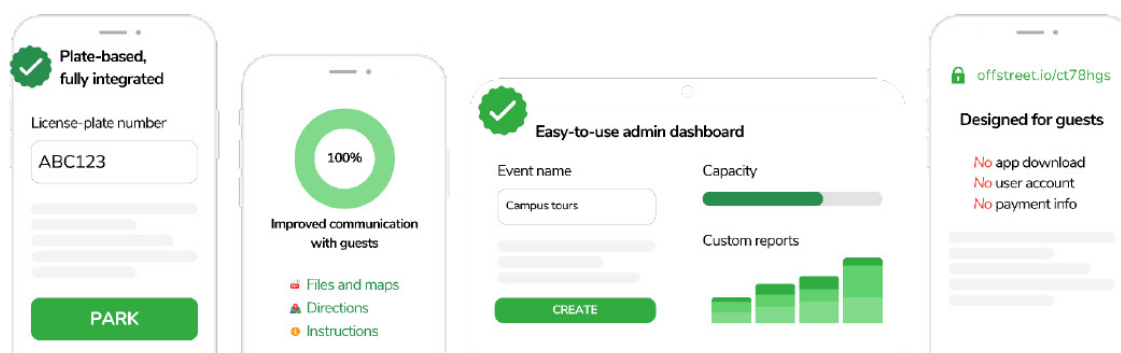 Plate-based,
fully integrated
License-plate number
ABC123
PARK
100%
Improved communication
with guests
Files and maps
Directions
Instructions
Easy-to-use admin dashboard
Event name
Campus tours
CREATE
Capacity
Custom reports
offstreet.io/ct78hgs
Designed for guests
No app download
No user account
No payment info